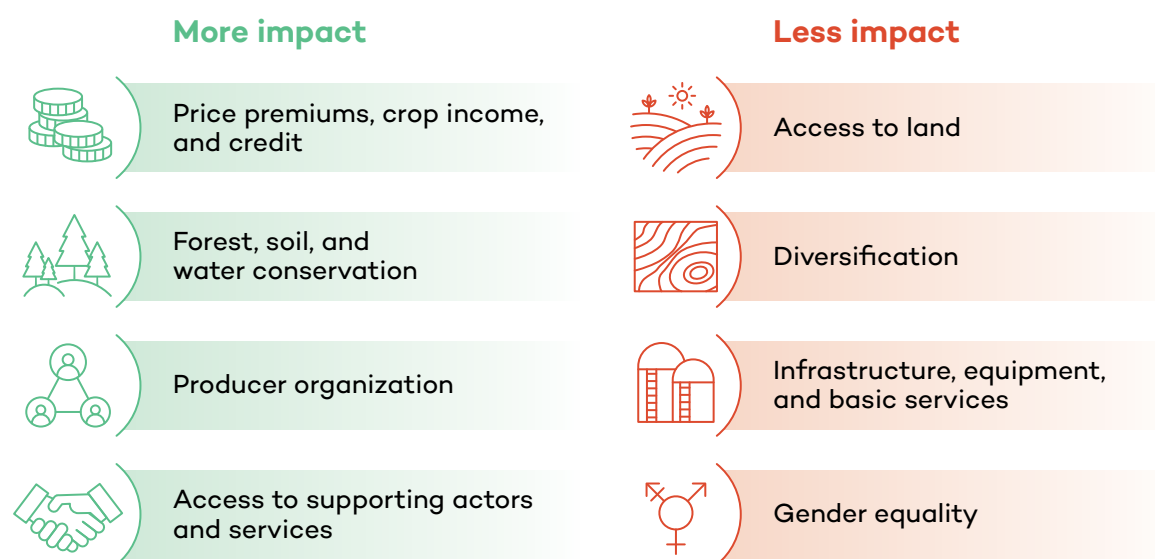 More impact
Price premiums, crop income,
and credit
Forest, soil, and
water conservation
Producer organization
Access to supporting actors
and services
Less impact
Access to land
Diversification
Infrastructure, equipment,
and basic services
Gender equality